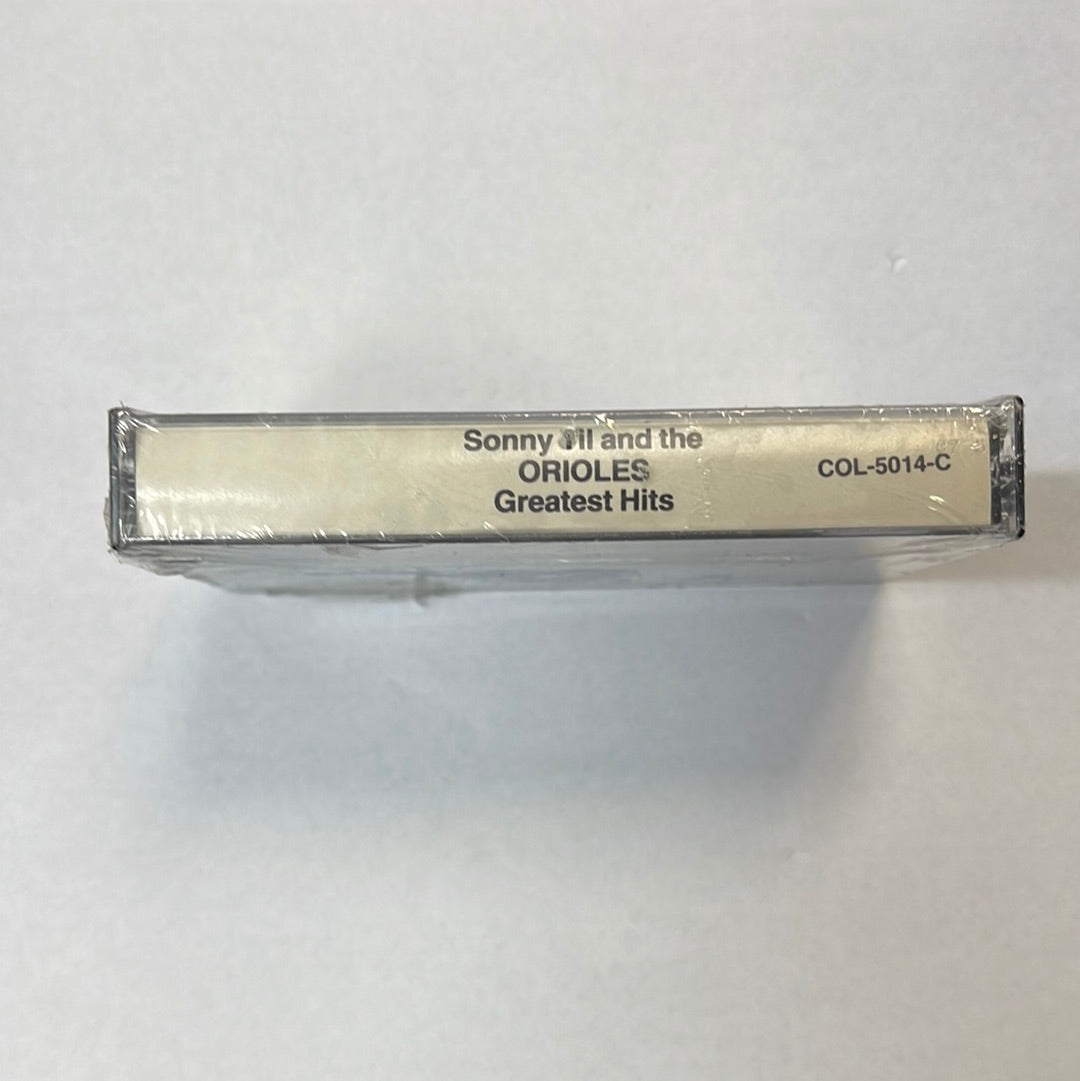 Sonny Til and the
ORIOLES
Greatest Hits
COL-5014-C